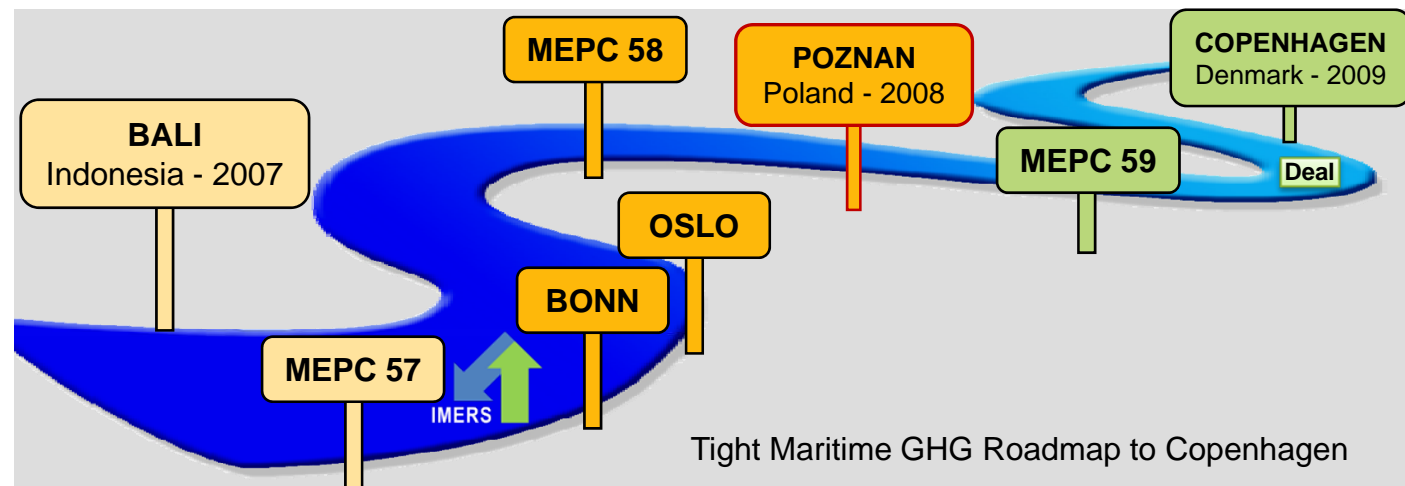 MEPC 58
POZNAN
Poland - 2008
COPENHAGEN
Denmark - 2009
BALI
Indonesia - 2007
MEPC 59
Deal
OSLO
BONN
MEPC 57
IMERS
Tight Maritime GHG Roadmap to Copenhagen